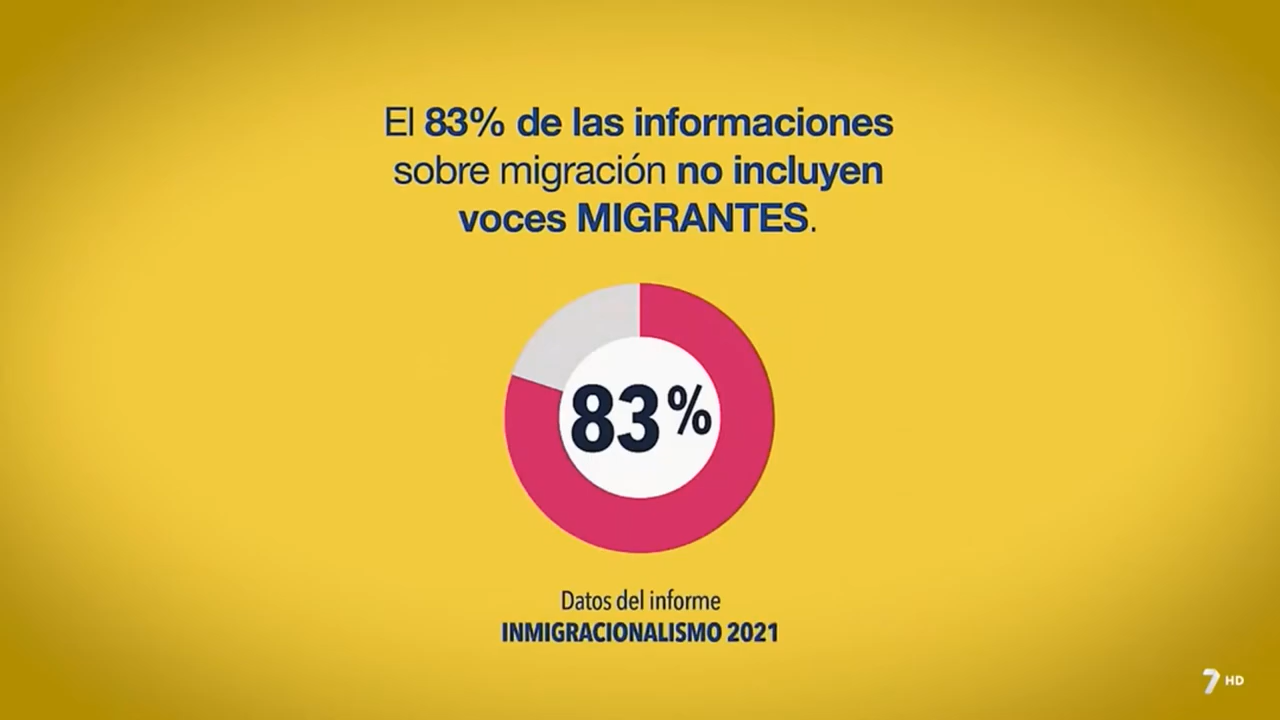 El 83% de las informaciones
sobre migración no incluyen
voces MIGRANTES.
83%
Datos del informe
INMIGRACIONALISMO 2021
7 HD